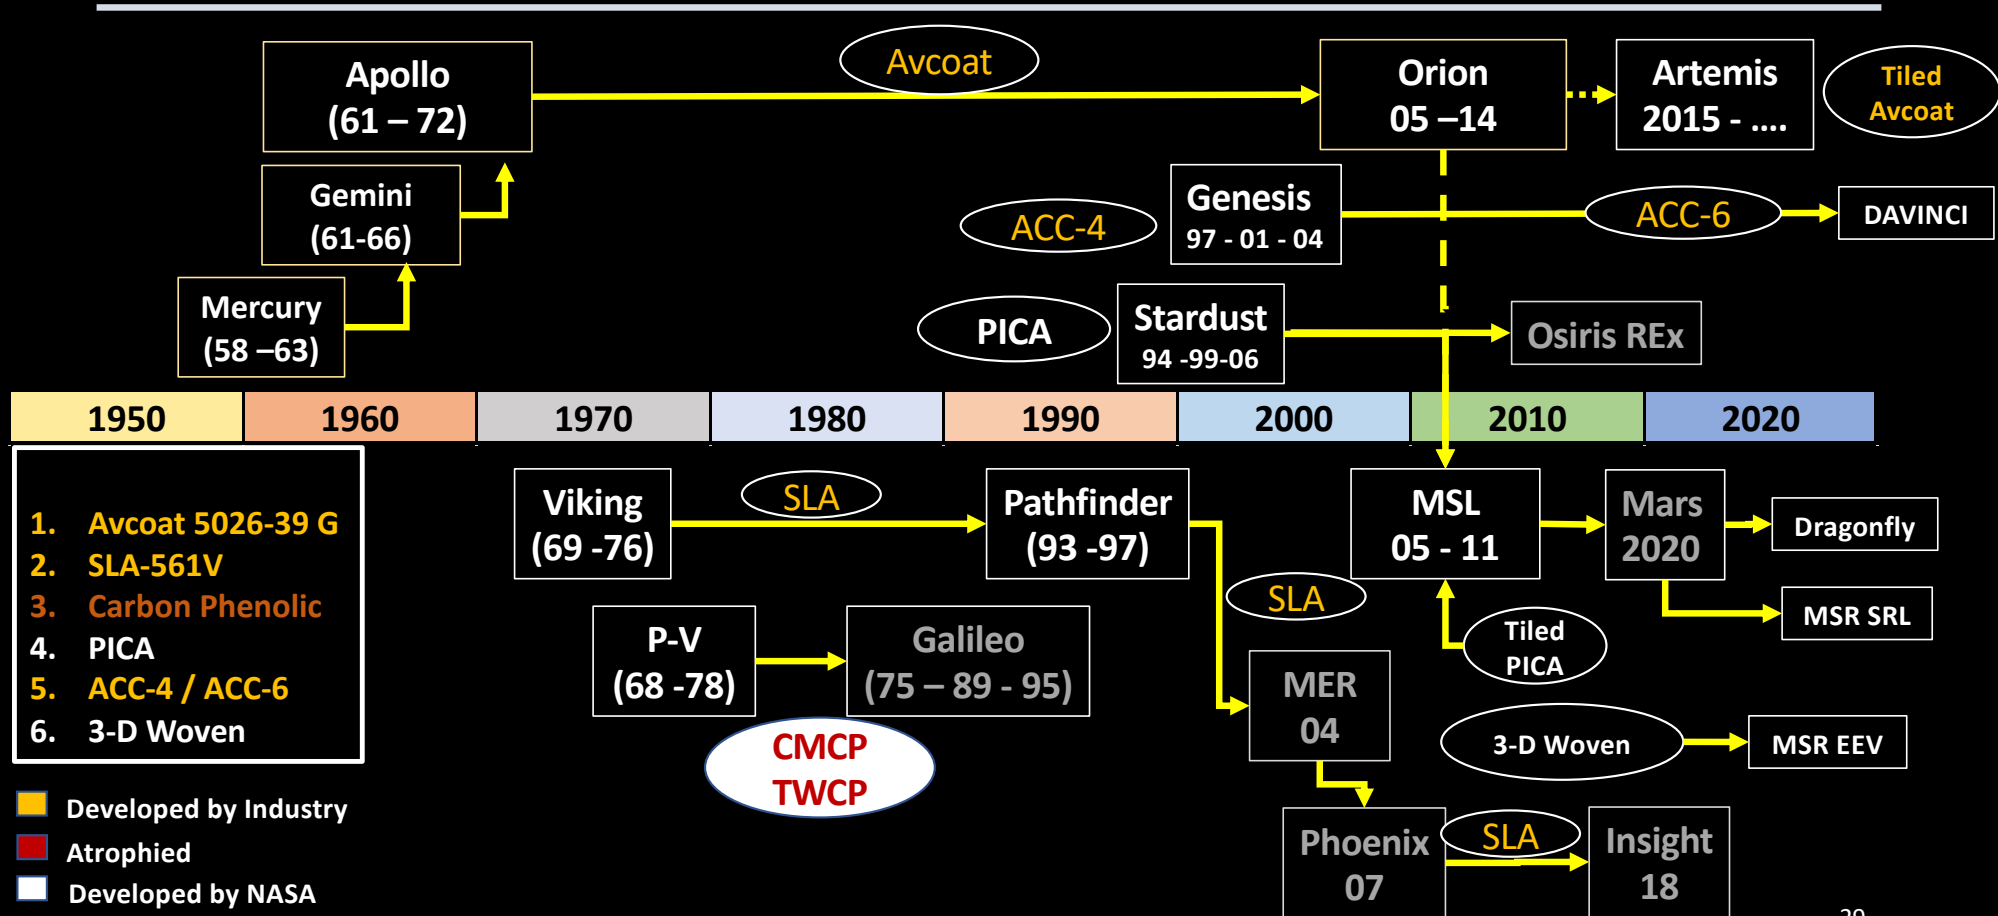 Apollo
(61 – 72)
Avcoat
Orion
05 –14
Artemis
2015 - ....
Tiled
Avcoat
Gemini
(61-66)
ACC-4
Genesis
97 - 01 - 04
ACC-6
DAVINCI
Mercury
(58 –63)
PICA
Stardust
94 -99-06
Osiris REx
1950
1960
1970
1980
1990
2000
2010
2020
1. Avcoat 5026-39 G
2. SLA-561V
3. Carbon Phenolic
4. PICA
5. ACC-4 / ACC-6
6. 3-D Woven
Viking
(69 -76)
SLA
Pathfinder
(93 -97)
SLA
MSL
05 - 11
Mars
2020
Dragonfly
MSR SRL
P-V
(68 -78)
Galileo
(75 – 89 - 95)
CMCP
TWCP
Tiled
PICA
MER
04
3-D Woven
MSR EEV
Phoenix
07
SLA
Insight
18
Developed by Industry
Atrophied
Developed by NASA